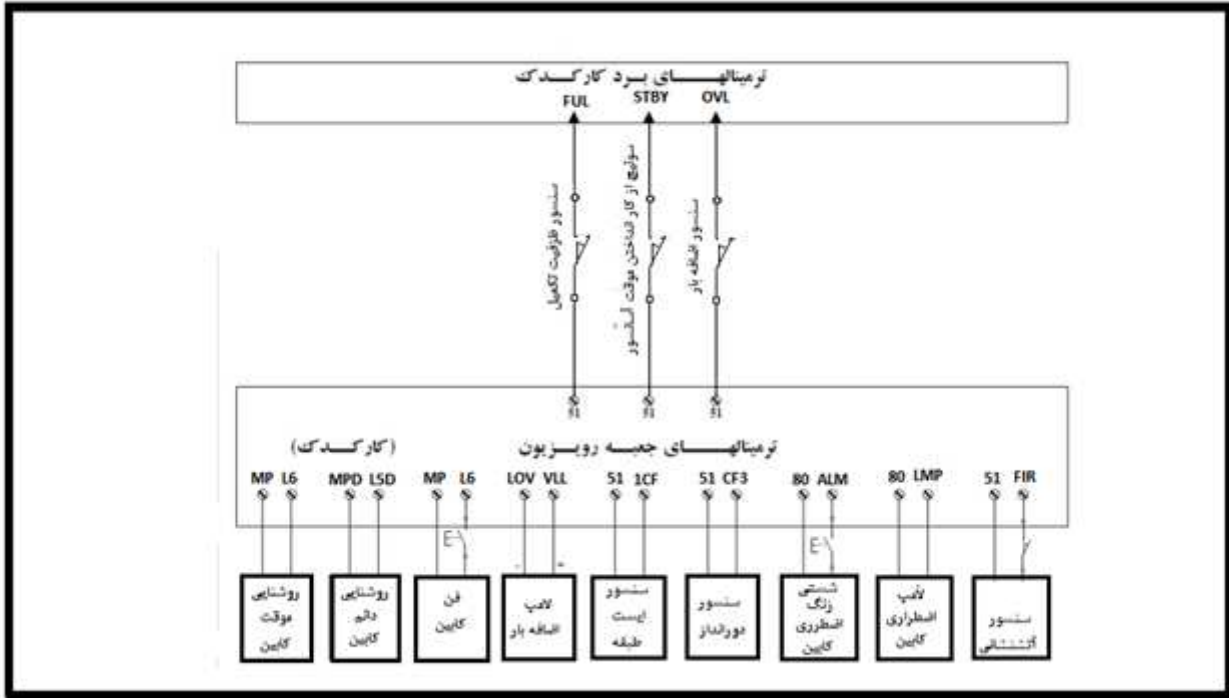 ترمینالهای برد کارکدک
FUL STBY OVL
سنسور ظرفیت تکمیل
سوئیچ از کار انداختن موقت آسانسور
سنسور اضافه بار
51 51 51
ترمینالهای جعبه رویزیون (کارکدک)
MP L6 MPD L5D MP L6 LOV VLL 51 1CF 51 CF3 80 ALM 80 LMP 51 FIR
- +
روشنایی
موقت
کابین
روشنایی
دائم
کابین
فن
کابین
لامپ
اضافه بار
سنسور
ایست
طبقه
سنسور
دورانداز
شستی
زنگ
اضطرری
کابین
لامپ
اضطراری
کابین
سنسور
آتشنشانی